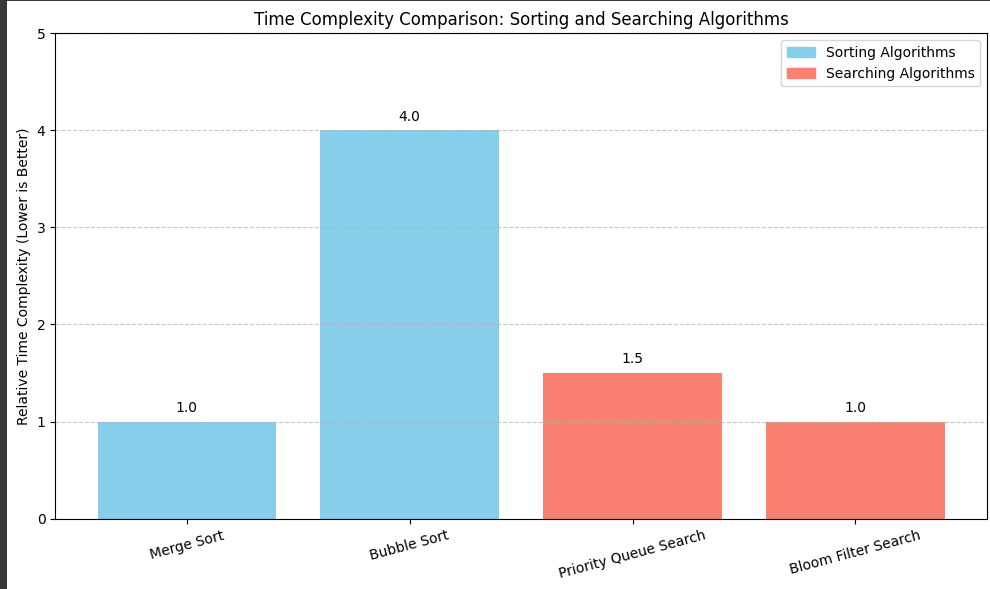 Time Complexity Comparison: Sorting and Searching Algorithms
Sorting Algorithms
Searching Algorithms
Relative Time Complexity (Lower is Better)
5
4
3
2
1
0
1.0
4.0
1.5
1.0
Merge Sort
Bubble Sort
Priority Queue Search
Bloom Filter Search